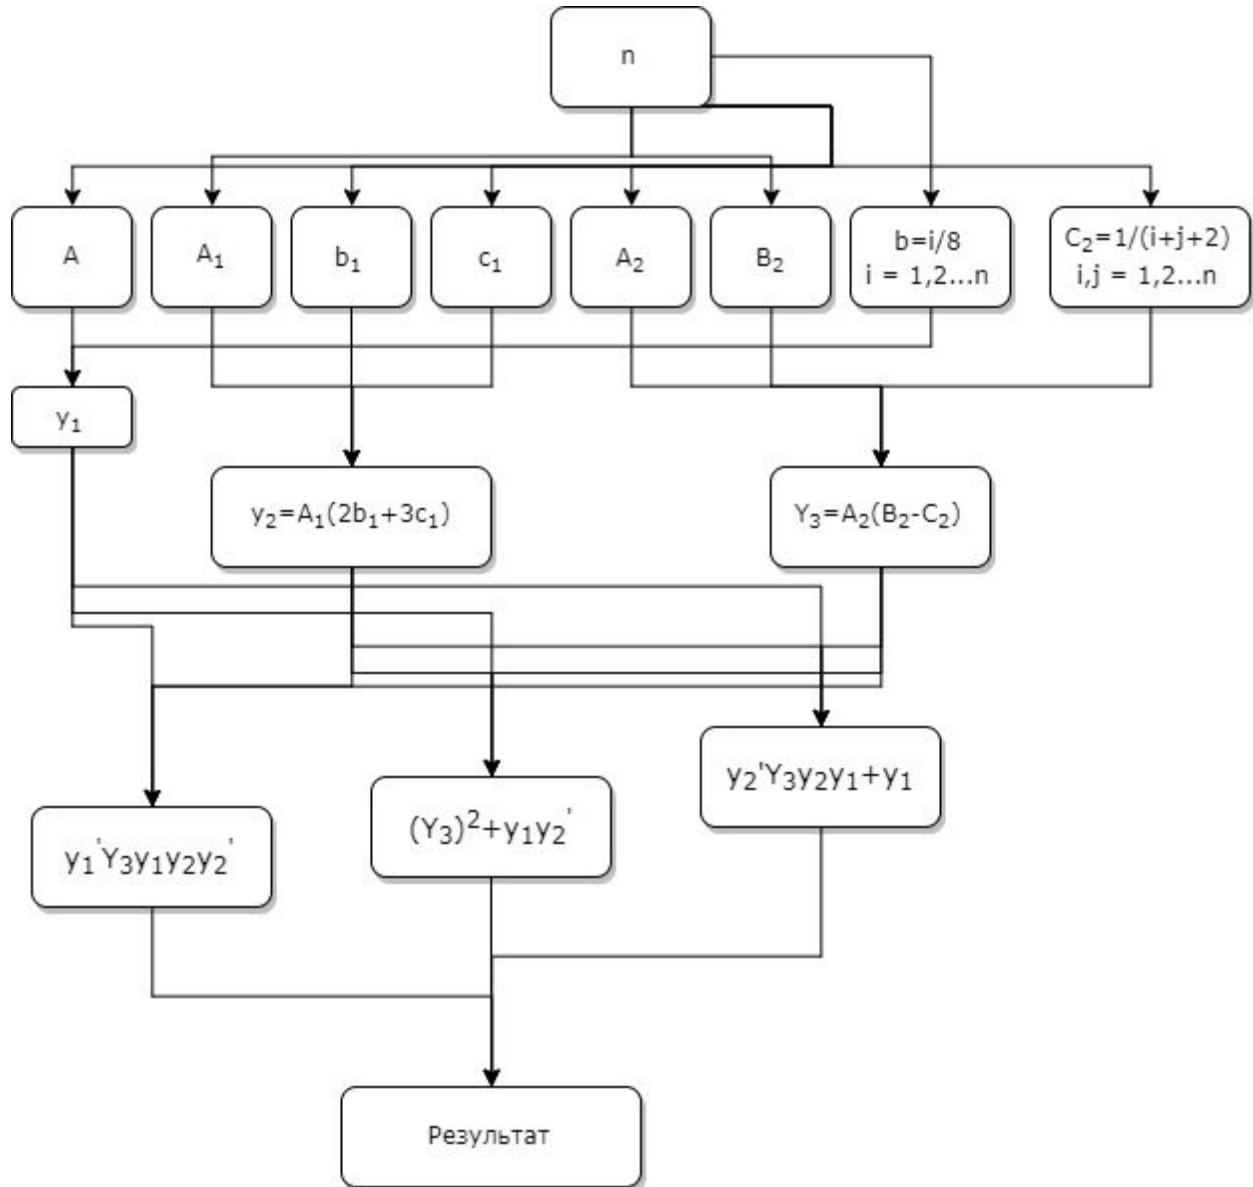 n
A
A₁
b₁
c₁
A₂
B₂
b=i/8
i = 1,2...n
C₂=1/(i+j+2)
i,j = 1,2...n
y₁
y₂=A₁(2b₁+3c₁)
Y₃=A₂(B₂-C₂)
y₂'Y₃y₂y₁+y₁
(Y₃)²+y₁y₂'
y₁'Y₃y₁y₂y₂'
Результат